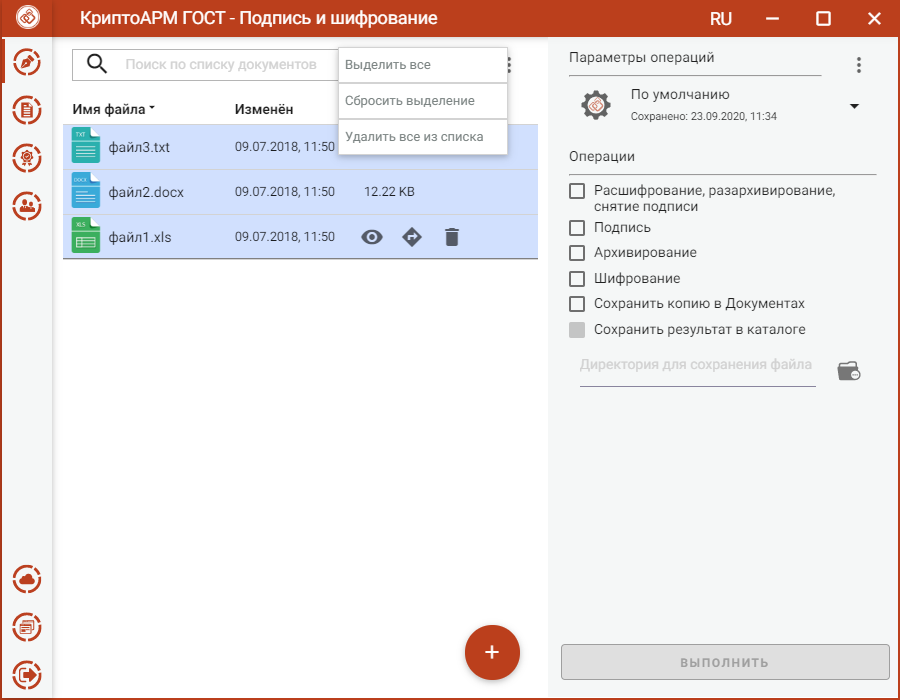 КриптоАРМ ГОСТ - Подпись и шифрование
RU
Поиск по списку документов
Выделить все
Сбросить выделение
Удалить все из списка
Имя файла
Изменён
TXT
файл3.txt
09.07.2018, 11:50
DOCX
файл2.docx
09.07.2018, 11:50
12.22 KB
XLS
файл1.xls
09.07.2018, 11:50
+
Параметры операций
По умолчанию
Сохранено: 23.09.2020, 11:34
Операции
Расшифрование, разархивирование,
снятие подписи
Подпись
Архивирование
Шифрование
Сохранить копию в Документах
Сохранить результат в каталоге
Директория для сохранения файла
ВЫПОЛНИТЬ